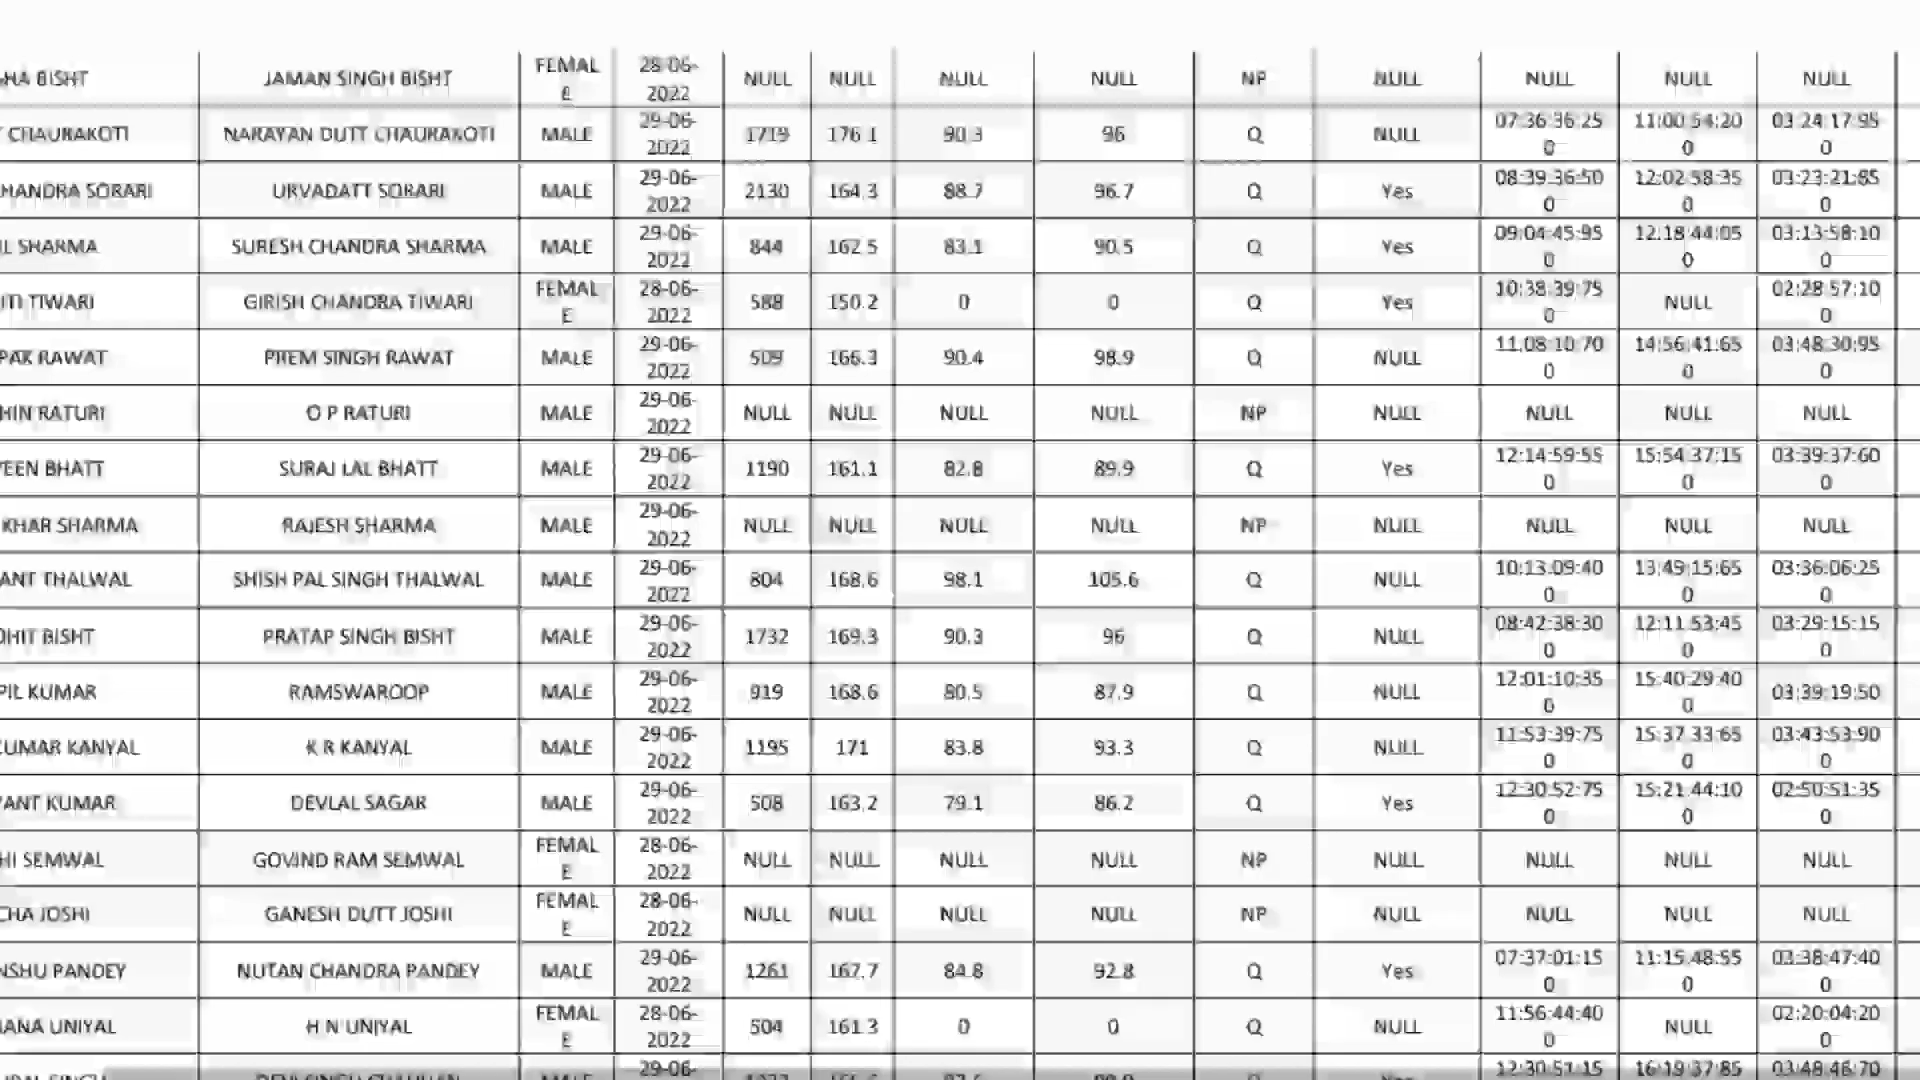 HA BISHT JAMAN SINGH BISHT FEMAL 28-06- NULL NULL NULL NULL NP NULL NULL NULL NULL
E 2022
CHAURAKOTI NARAYAN DUTT CHAURAKOTI MALE 29-06- 1719 176.1 90.3 96 Q NULL 07:36:36:25 11:00:54:20 03:24:17:95
2022 0 0 0
HANDRA SORARI URVADATT SORARI MALE 29-06- 2130 164.3 88.7 96.7 Q Yes 08:39:36:50 12:02:58:35 03:23:21:85
2022 0 0 0
L SHARMA SURESH CHANDRA SHARMA MALE 29-06- 844 162.5 83.1 90.5 Q Yes 09:04:45:95 12:18:44:05 03:13:58:10
2022 0 0 0
ITI TIWARI GIRISH CHANDRA TIWARI FEMAL 28-06- 588 150.2 0 0 Q Yes 10:38:39:75 NULL 02:28:57:10
E 2022 0 0
PAK RAWAT PREM SINGH RAWAT MALE 29-06- 509 166.3 90.4 98.9 Q NULL 11:08:10:70 14:56:41:65 03:48:30:95
2022 0 0 0
HIN RATURI O P RATURI MALE 29-06- NULL NULL NULL NULL NP NULL NULL NULL NULL
2022
VEEN BHATT SURAJ LAL BHATT MALE 29-06- 1190 161.1 82.8 89.9 Q Yes 12:14:59:55 15:54:37:15 03:39:37:60
2022 0 0 0
KHAR SHARMA RAJESH SHARMA MALE 29-06- NULL NULL NULL NULL NP NULL NULL NULL NULL
2022
ANT THALWAL SHISH PAL SINGH THALWAL MALE 29-06- 804 168.6 98.1 105.6 Q NULL 10:13:09:40 13:49:15:65 03:36:06:25
2022 0 0 0
OHIT BISHT PRATAP SINGH BISHT MALE 29-06- 1732 169.3 90.3 96 Q NULL 08:42:38:30 12:11:53:45 03:29:15:15
2022 0 0 0
PIL KUMAR RAMSWAROOP MALE 29-06- 919 168.6 80.5 87.9 Q NULL 12:01:10:35 15:40:29:40 03:39:19:50
2022 0 0
KUMAR KANYAL K R KANYAL MALE 29-06- 1195 171 83.8 93.3 Q NULL 11:53:39:75 15:37:33:65 03:43:53:90
2022 0 0 0
VANT KUMAR DEVLAL SAGAR MALE 29-06- 508 163.2 79.1 86.2 Q Yes 12:30:52:75 15:21:44:10 02:50:51:35
2022 0 0 0
HI SEMWAL GOVIND RAM SEMWAL FEMAL 28-06- NULL NULL NULL NULL NP NULL NULL NULL NULL
E 2022
CHA JOSHI GANESH DUTT JOSHI FEMAL 28-06- NULL NULL NULL NULL NP NULL NULL NULL NULL
E 2022
NSHU PANDEY NUTAN CHANDRA PANDEY MALE 29-06- 1261 167.7 84.8 92.8 Q Yes 07:37:01:15 11:15:48:55 03:38:47:40
2022 0 0 0
ANA UNIYAL H N UNIYAL FEMAL 28-06- 504 161.3 0 0 Q NULL 11:56:44:40 NULL 02:20:04:20
E 2022 0 0
29-06- 12:30:51:15 16:19:37:85 03:48:46:70